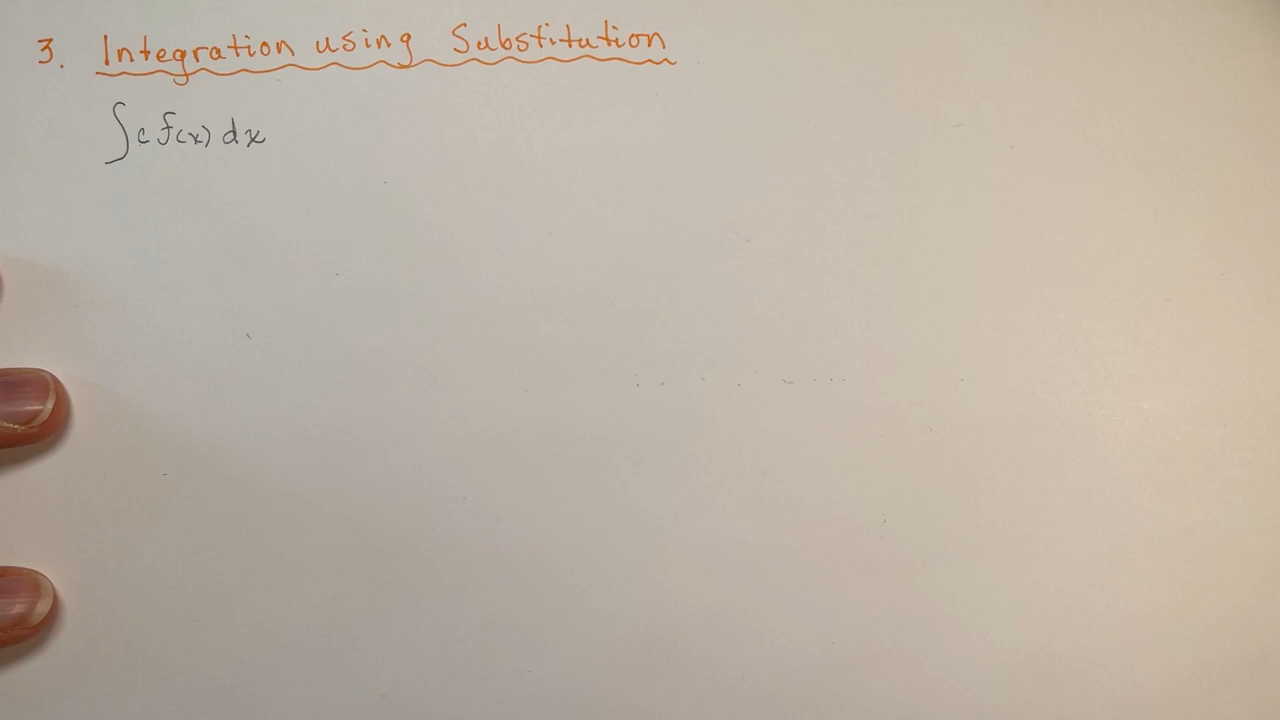 3. Integration using Substitution
∫c f(x) dx